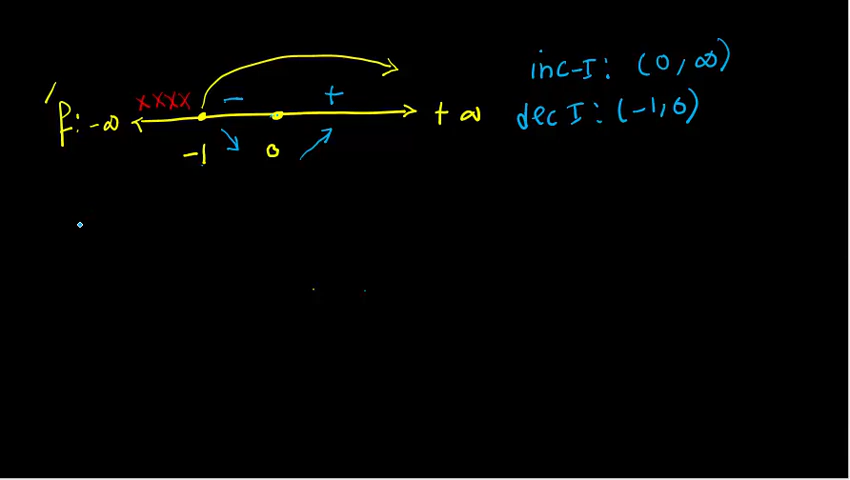 xxxx - + inc-I: (0, ∞)
f': -∞ + ∞ dec I: (-1, 0)
-1 0